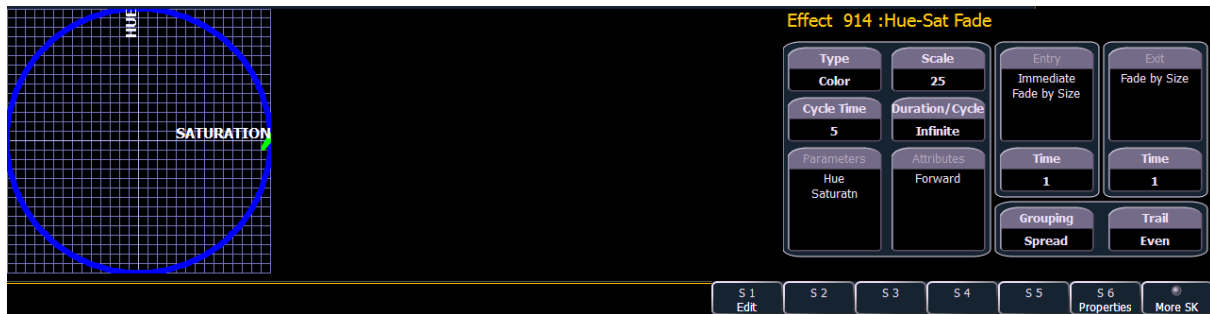 HUE
SATURATION
Effect 914 :Hue-Sat Fade
Type
Color
Scale
25
Cycle Time
5
Duration/Cycle
Infinite
Parameters
Hue
Saturatn
Attributes
Forward
Entry
Immediate
Fade by Size
Time
1
Exit
Fade by Size
Time
1
Grouping
Spread
Trail
Even
S 1
Edit
S 2
S 3
S 4
S 5
S 6
Properties
More SK